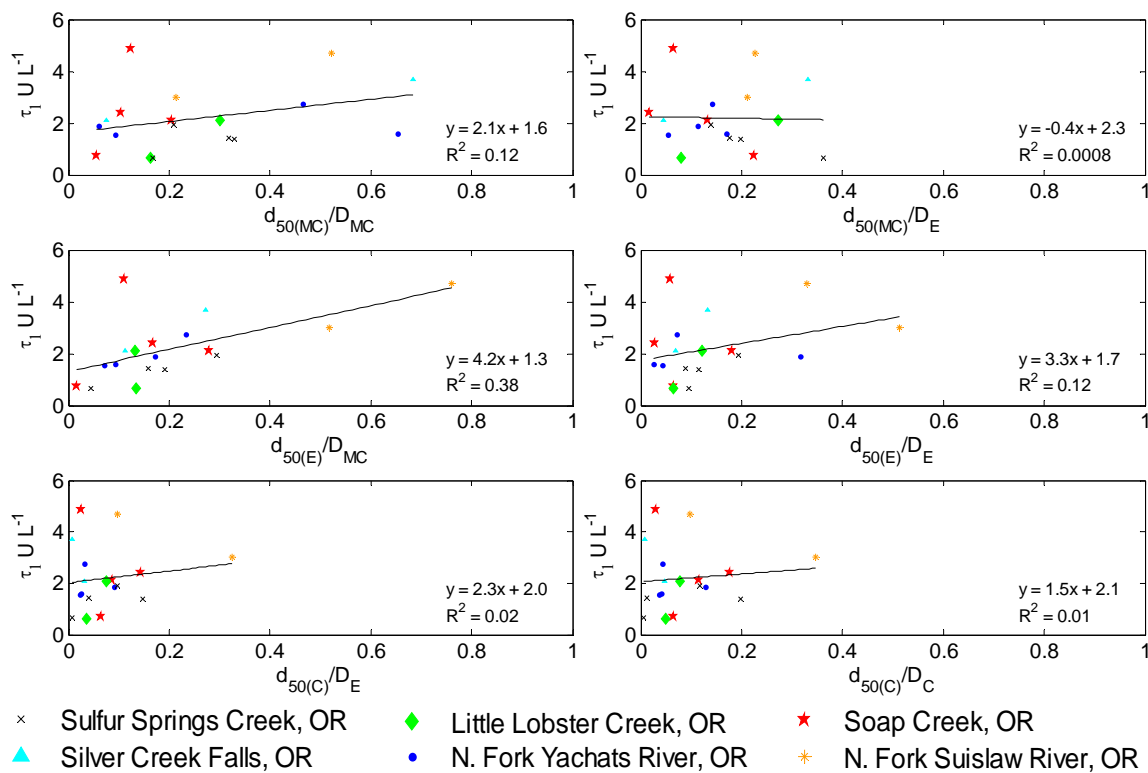 τ₁ U L⁻¹
6
4
2
0
0 0.2 0.4 0.6 0.8 1
d₅₀₍MC₎/D_MC
y = 2.1x + 1.6
R² = 0.12
τ₁ U L⁻¹
6
4
2
0
0 0.2 0.4 0.6 0.8 1
d₅₀₍MC₎/D_E
y = -0.4x + 2.3
R² = 0.0008
τ₁ U L⁻¹
6
4
2
0
0 0.2 0.4 0.6 0.8 1
d₅₀₍E₎/D_MC
y = 4.2x + 1.3
R² = 0.38
τ₁ U L⁻¹
6
4
2
0
0 0.2 0.4 0.6 0.8 1
d₅₀₍E₎/D_E
y = 3.3x + 1.7
R² = 0.12
τ₁ U L⁻¹
6
4
2
0
0 0.2 0.4 0.6 0.8 1
d₅₀₍C₎/D_E
y = 2.3x + 2.0
R² = 0.02
τ₁ U L⁻¹
6
4
2
0
0 0.2 0.4 0.6 0.8 1
d₅₀₍C₎/D_C
y = 1.5x + 2.1
R² = 0.01
Sulfur Springs Creek, OR
Little Lobster Creek, OR
Soap Creek, OR
Silver Creek Falls, OR
N. Fork Yachats River, OR
N. Fork Suislaw River, OR